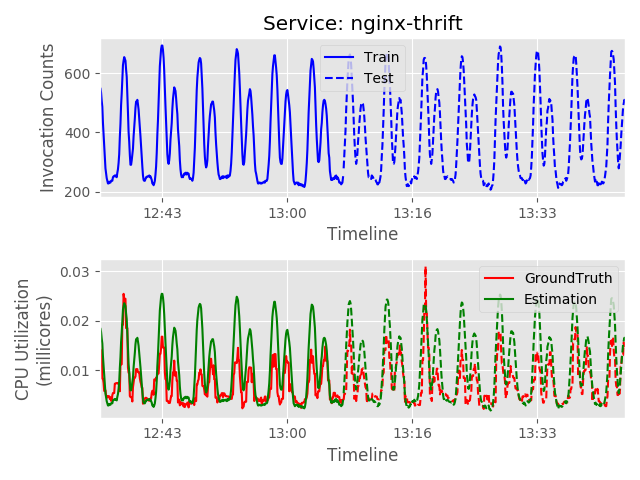 Service: nginx-thrift
Invocation Counts
600
400
200
Train
Test
12:43
13:00
13:16
13:33
Timeline
CPU Utilization
(millicores)
0.03
0.02
0.01
GroundTruth
Estimation
12:43
13:00
13:16
13:33
Timeline